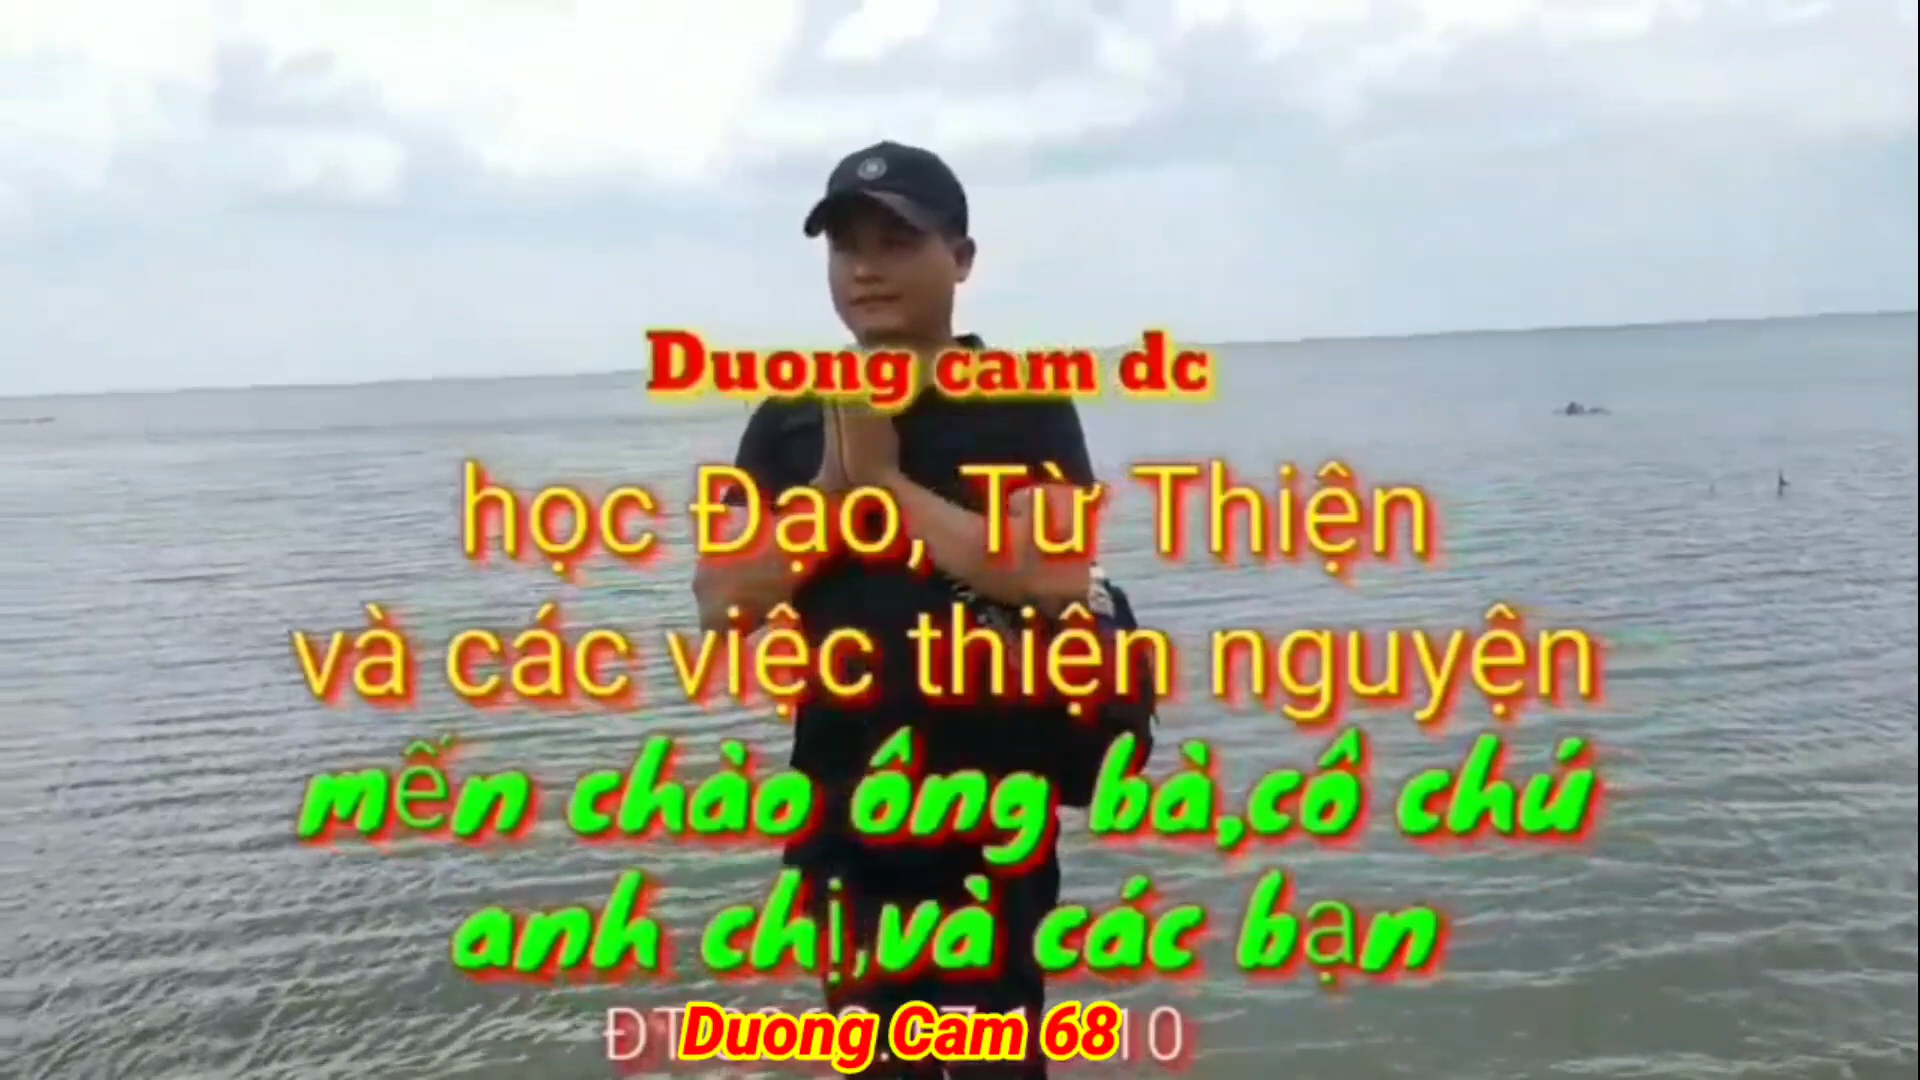 Duong cam dc
học Đạo, Từ Thiện
và các việc thiện nguyện
mến chào ông bà,cô chú
anh chị,và các bạn
Duong Cam 68